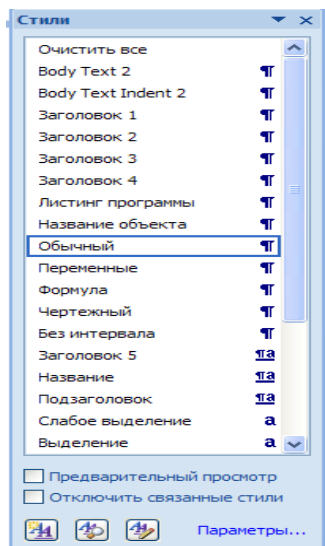 Стили
Очистить все
Body Text 2 ¶
Body Text Indent 2 ¶
Заголовок 1 ¶
Заголовок 2 ¶
Заголовок 3 ¶
Заголовок 4 ¶
Листинг программы ¶
Название объекта ¶
Обычный ¶
Переменные ¶
Формула ¶
Чертежный ¶
Без интервала ¶
Заголовок 5 ¶a
Название ¶a
Подзаголовок ¶a
Слабое выделение a
Выделение a
Предварительный просмотр
Отключить связанные стили
Параметры...